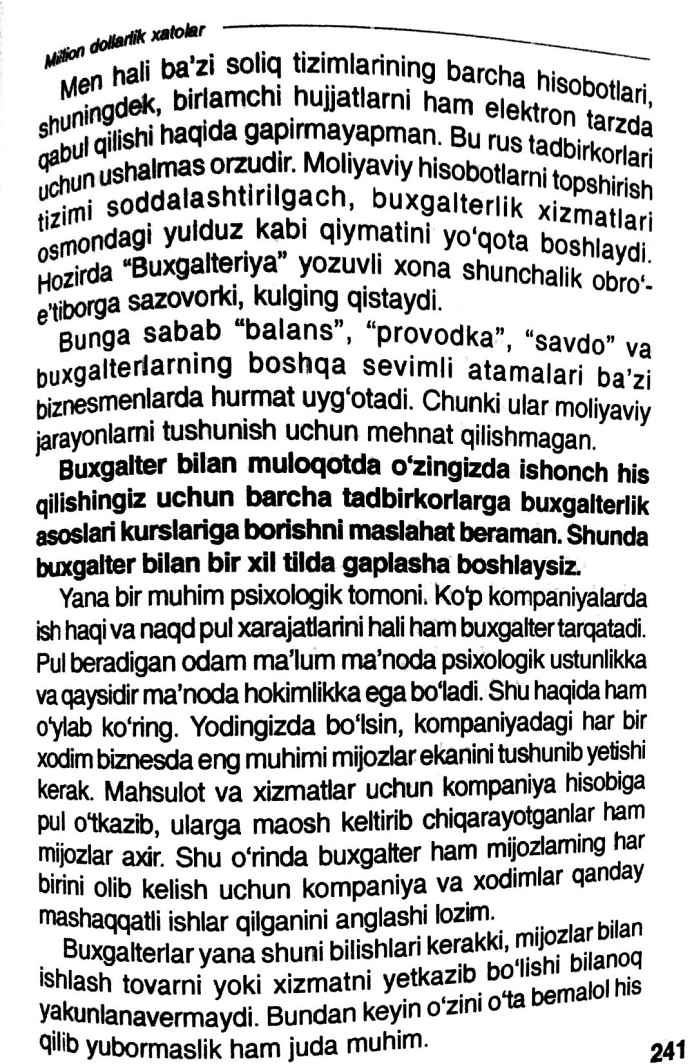 Million dollarlik xatolar
Men hali ba’zi soliq tizimlarining barcha hisobotlari,
shuningdek, birlamchi hujjatlarni ham elektron tarzda
qabul qilishi haqida gapirmayapman. Bu rus tadbirkorlari
uchun ushalmas orzudir. Moliyaviy hisobotlarni topshirish
tizimi soddalashtirilgach, buxgalterlik xizmatlari
osmondagi yulduz kabi qiymatini yo‘qota boshlaydi.
Hozirda “Buxgalteriya” yozuvli xona shunchalik obro‘-
e’tiborga sazovorki, kulging qistaydi.
Bunga sabab “balans”, “provodka”, “savdo” va
buxgalterlarning boshqa sevimli atamalari ba’zi
biznesmenlarda hurmat uyg‘otadi. Chunki ular moliyaviy
jarayonlarni tushunish uchun mehnat qilishmagan.
Buxgalter bilan muloqotda o‘zingizda ishonch his
qilishingiz uchun barcha tadbirkorlarga buxgalterlik
asoslari kurslariga borishni maslahat beraman. Shunda
buxgalter bilan bir xil tilda gaplasha boshlaysiz.
Yana bir muhim psixologik tomoni. Ko‘p kompaniyalarda
ish haqi va naqd pul xarajatlarini hali ham buxgalter tarqatadi.
Pul beradigan odam ma’lum ma’noda psixologik ustunlikka
va qaysidir ma’noda hokimlikka ega bo‘ladi. Shu haqida ham
o‘ylab ko‘ring. Yodingizda bo‘lsin, kompaniyadagi har bir
xodim biznesda eng muhimi mijozlar ekanini tushunib yetishi
kerak. Mahsulot va xizmatlar uchun kompaniya hisobiga
pul o‘tkazib, ularga maosh keltirib chiqarayotganlar ham
mijozlar axir. Shu o‘rinda buxgalter ham mijozlarning har
birini olib kelish uchun kompaniya va xodimlar qanday
mashaqqatli ishlar qilganini anglashi lozim.
Buxgalterlar yana shuni bilishlari kerakki, mijozlar bilan
ishlash tovarni yoki xizmatni yetkazib bo‘lishi bilanoq
yakunlanavermaydi. Bundan keyin o‘zini o‘ta bemalol his
qilib yubormaslik ham juda muhim.
241